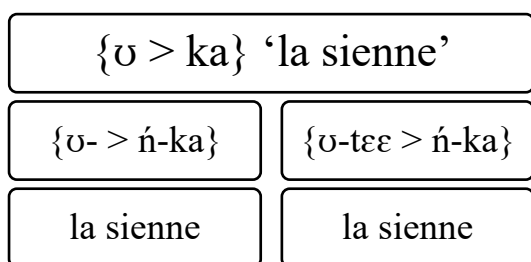 {ʊ > ka} ‘la sienne’
{ʊ- > ń-ka} {ʊ-tɛɛ > ń-ka}
la sienne la sienne